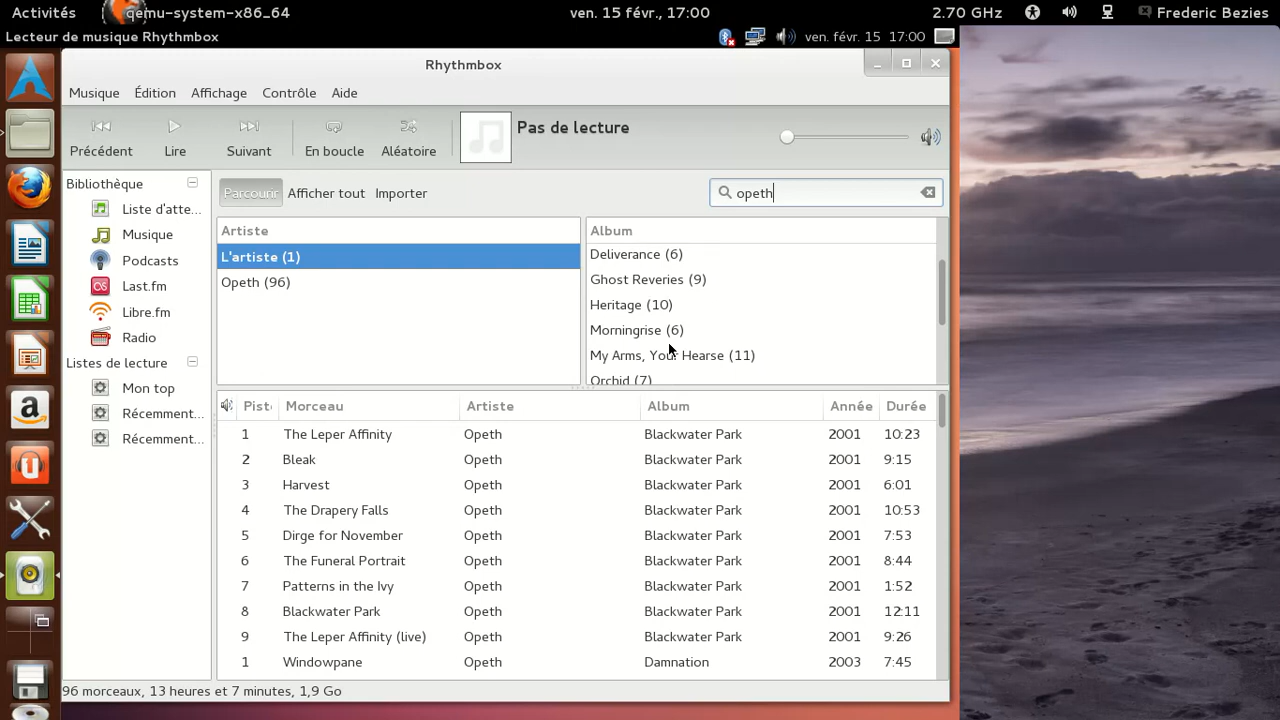 Activités qemu-system-x86_64 ven. 15 févr., 17:00 2.70 GHz Frederic Bezies
Lecteur de musique Rhythmbox ven. févr. 15 17:00
Rhythmbox
Musique Édition Affichage Contrôle Aide
Pas de lecture
Précédent Lire Suivant En boucle Aléatoire
Bibliothèque
Liste d'atte...
Musique
Podcasts
Last.fm
Libre.fm
Radio
Listes de lecture
Mon top
Récemment...
Récemment...
Parcourir Afficher tout Importer opeth
Artiste
L'artiste (1)
Opeth (96)
Album
Deliverance (6)
Ghost Reveries (9)
Heritage (10)
Morningrise (6)
My Arms, Your Hearse (11)
Orchid (7)
Pist Morceau Artiste Album Année Durée
1 The Leper Affinity Opeth Blackwater Park 2001 10:23
2 Bleak Opeth Blackwater Park 2001 9:15
3 Harvest Opeth Blackwater Park 2001 6:01
4 The Drapery Falls Opeth Blackwater Park 2001 10:53
5 Dirge for November Opeth Blackwater Park 2001 7:53
6 The Funeral Portrait Opeth Blackwater Park 2001 8:44
7 Patterns in the Ivy Opeth Blackwater Park 2001 1:52
8 Blackwater Park Opeth Blackwater Park 2001 12:11
9 The Leper Affinity (live) Opeth Blackwater Park 2001 9:26
1 Windowpane Opeth Damnation 2003 7:45
96 morceaux, 13 heures et 7 minutes, 1,9 Go